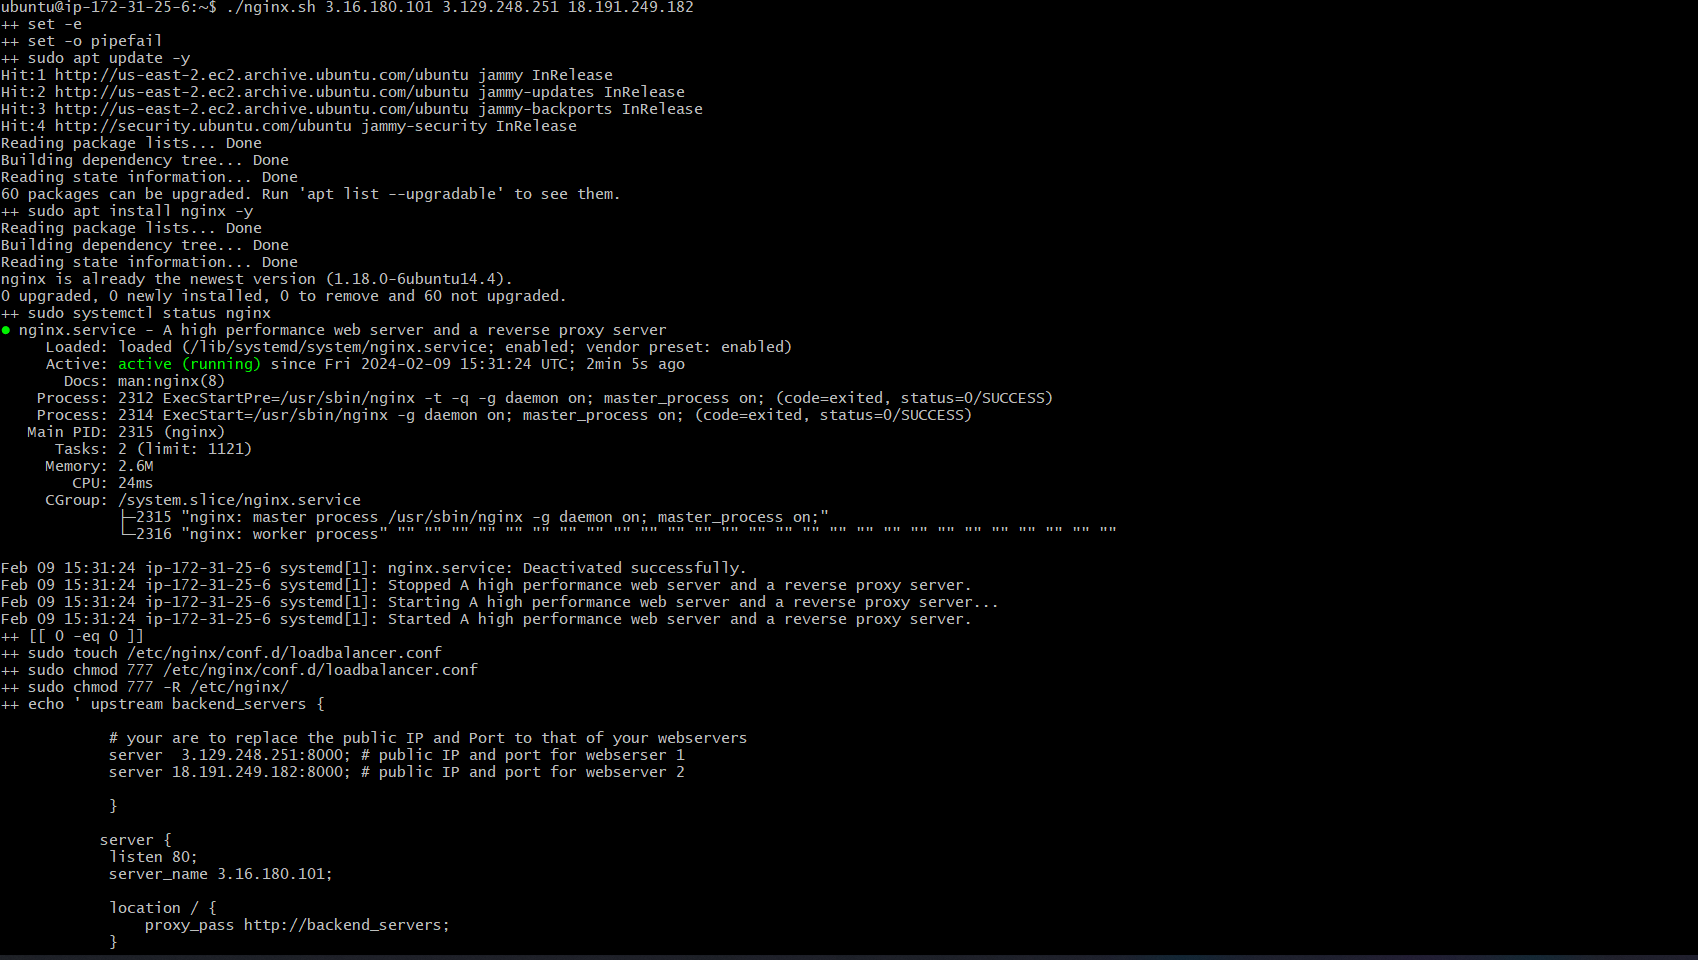 ubuntu@ip-172-31-25-6:~$ ./nginx.sh 3.16.180.101 3.129.248.251 18.191.249.182
++ set -e
++ set -o pipefail
++ sudo apt update -y
Hit:1 http://us-east-2.ec2.archive.ubuntu.com/ubuntu jammy InRelease
Hit:2 http://us-east-2.ec2.archive.ubuntu.com/ubuntu jammy-updates InRelease
Hit:3 http://us-east-2.ec2.archive.ubuntu.com/ubuntu jammy-backports InRelease
Hit:4 http://security.ubuntu.com/ubuntu jammy-security InRelease
Reading package lists... Done
Building dependency tree... Done
Reading state information... Done
60 packages can be upgraded. Run 'apt list --upgradable' to see them.
++ sudo apt install nginx -y
Reading package lists... Done
Building dependency tree... Done
Reading state information... Done
nginx is already the newest version (1.18.0-6ubuntu14.4).
0 upgraded, 0 newly installed, 0 to remove and 60 not upgraded.
++ sudo systemctl status nginx
● nginx.service - A high performance web server and a reverse proxy server
     Loaded: loaded (/lib/systemd/system/nginx.service; enabled; vendor preset: enabled)
     Active: active (running) since Fri 2024-02-09 15:31:24 UTC; 2min 5s ago
       Docs: man:nginx(8)
    Process: 2312 ExecStartPre=/usr/sbin/nginx -t -q -g daemon on; master_process on; (code=exited, status=0/SUCCESS)
    Process: 2314 ExecStart=/usr/sbin/nginx -g daemon on; master_process on; (code=exited, status=0/SUCCESS)
   Main PID: 2315 (nginx)
      Tasks: 2 (limit: 1121)
     Memory: 2.6M
        CPU: 24ms
     CGroup: /system.slice/nginx.service
             ├─2315 "nginx: master process /usr/sbin/nginx -g daemon on; master_process on;"
             └─2316 "nginx: worker process" "" "" "" "" "" "" "" "" "" "" "" "" "" "" "" "" "" "" "" "" "" "" "" "" "" "" ""

Feb 09 15:31:24 ip-172-31-25-6 systemd[1]: nginx.service: Deactivated successfully.
Feb 09 15:31:24 ip-172-31-25-6 systemd[1]: Stopped A high performance web server and a reverse proxy server.
Feb 09 15:31:24 ip-172-31-25-6 systemd[1]: Starting A high performance web server and a reverse proxy server...
Feb 09 15:31:24 ip-172-31-25-6 systemd[1]: Started A high performance web server and a reverse proxy server.
++ [[ 0 -eq 0 ]]
++ sudo touch /etc/nginx/conf.d/loadbalancer.conf
++ sudo chmod 777 /etc/nginx/conf.d/loadbalancer.conf
++ sudo chmod 777 -R /etc/nginx/
++ echo ' upstream backend_servers {

            # your are to replace the public IP and Port to that of your webservers
            server  3.129.248.251:8000; # public IP and port for webserser 1
            server 18.191.249.182:8000; # public IP and port for webserver 2

            }

           server {
            listen 80;
            server_name 3.16.180.101;

            location / {
                proxy_pass http://backend_servers;
            }